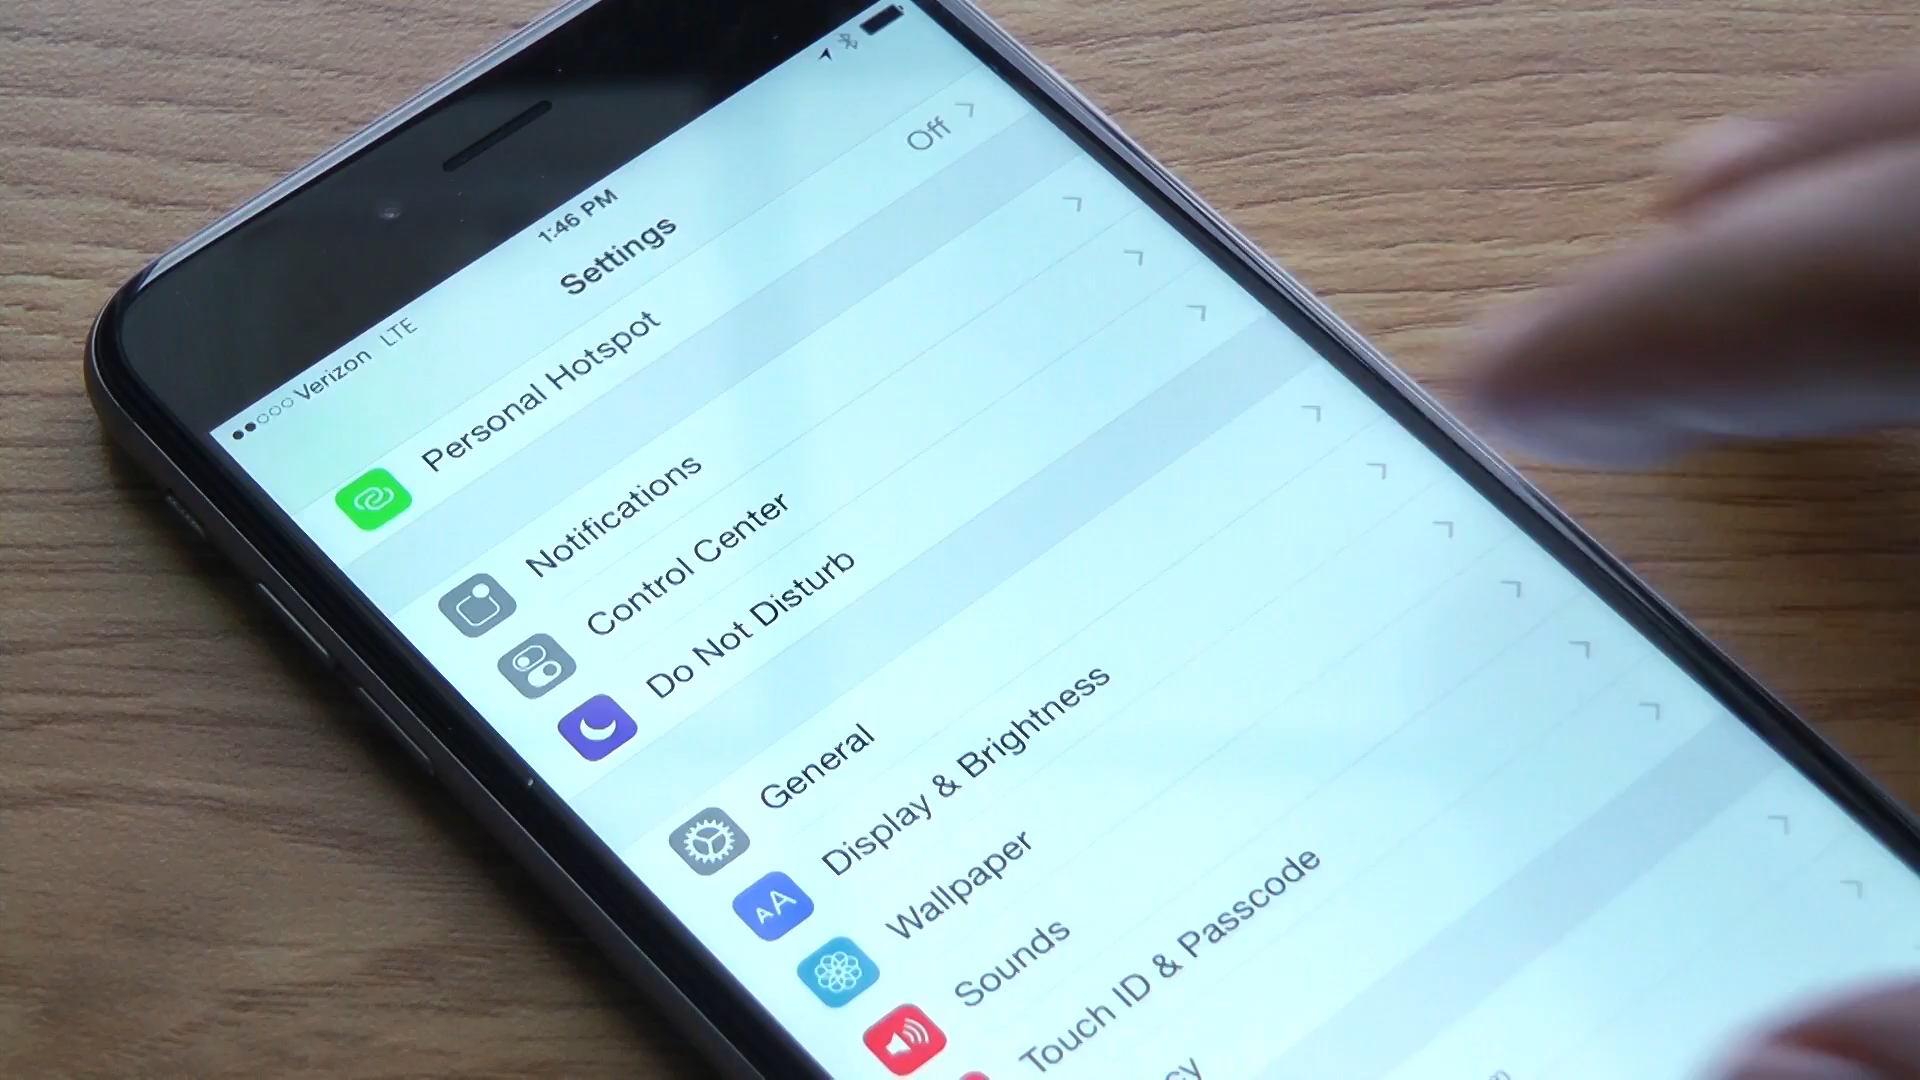 Verizon LTE 1:46 PM
Settings
Personal Hotspot Off
Notifications
Control Center
Do Not Disturb
General
AA Display & Brightness
Wallpaper
Sounds
Touch ID & Passcode